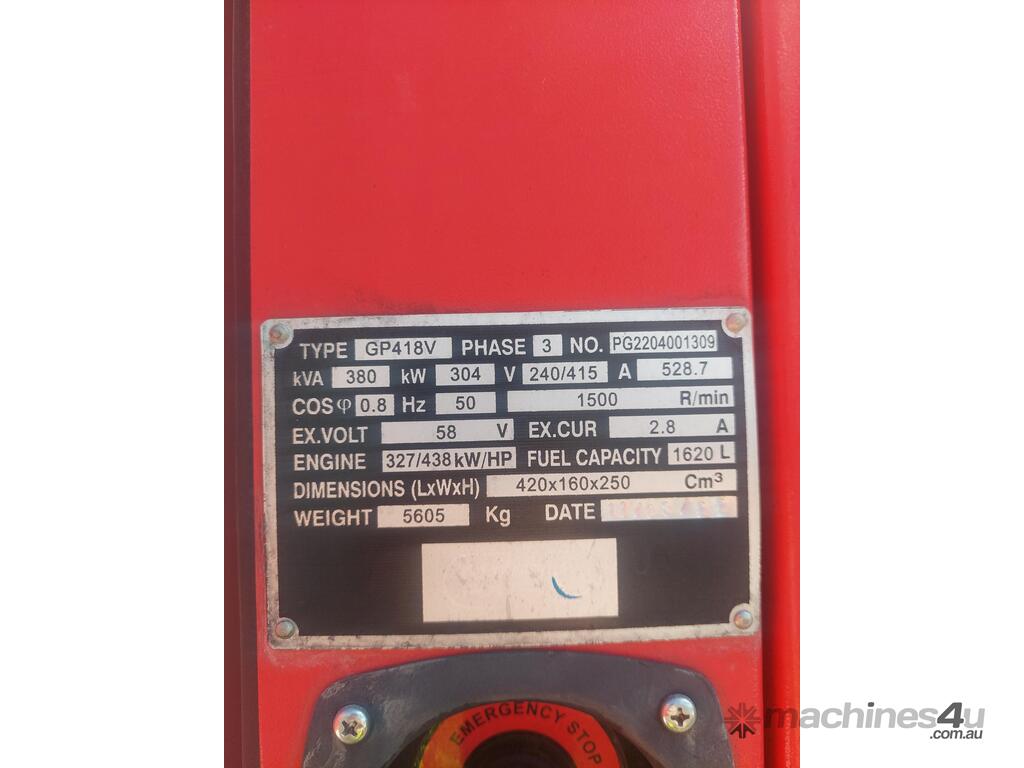 TYPE GP418V PHASE 3 NO. PG2204001309
kVA 380 kW 304 V 240/415 A 528.7
COS φ 0.8 Hz 50 1500 R/min
EX.VOLT 58 V EX.CUR 2.8 A
ENGINE 327/438 kW/HP FUEL CAPACITY 1620 L
DIMENSIONS (LxWxH) 420x160x250 Cm³
WEIGHT 5605 Kg DATE
EMERGENCY STOP
machines4u
.com.au